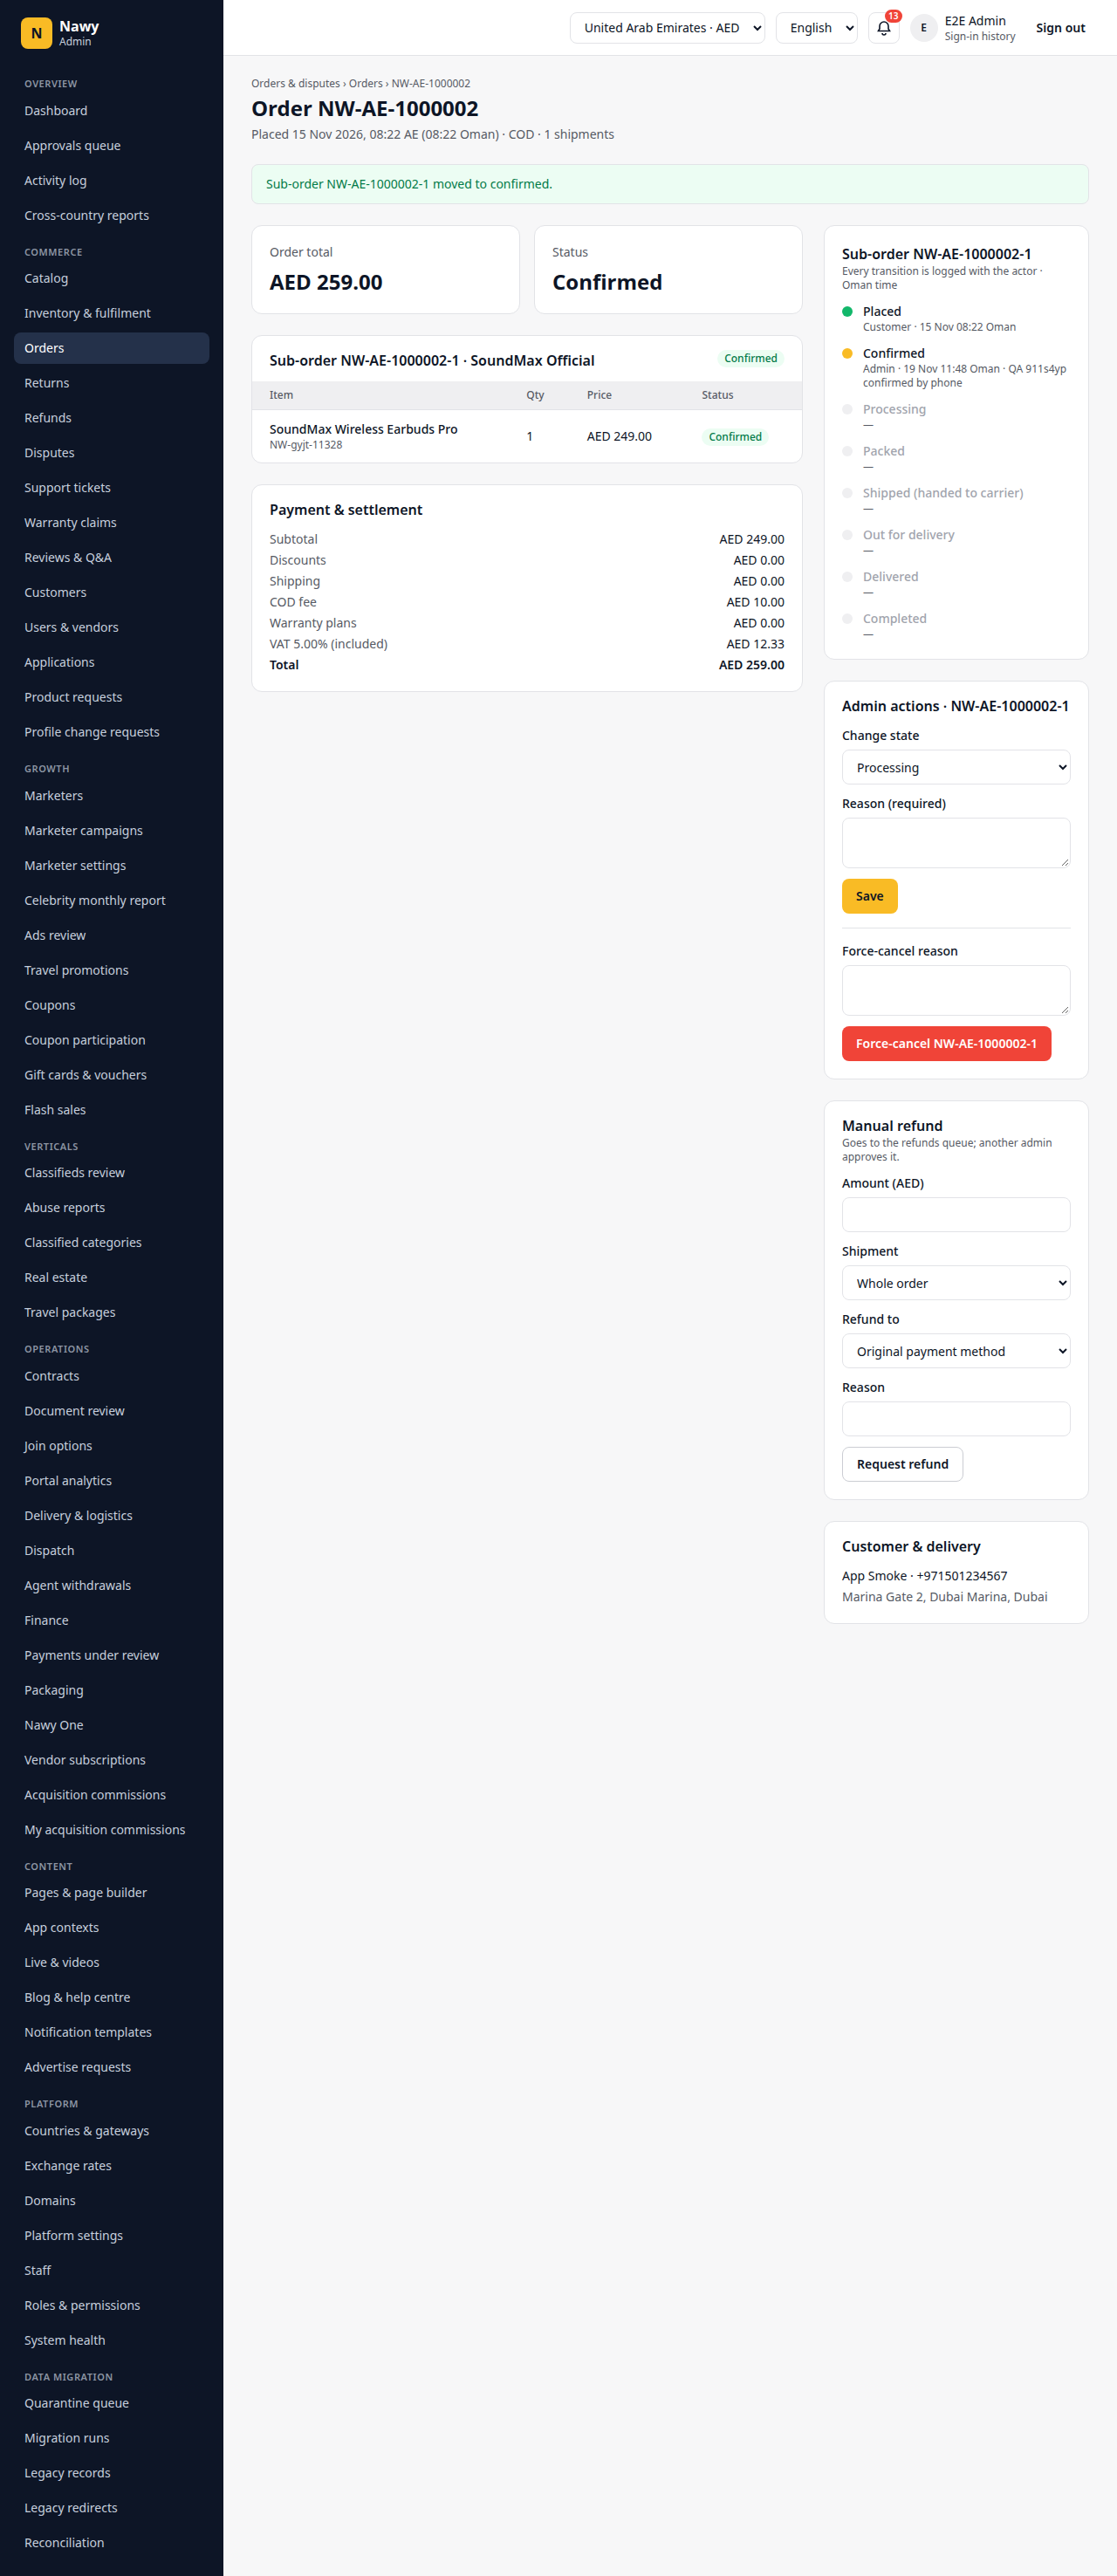 N
Nawy
Admin
OVERVIEW
Dashboard
Approvals queue
Activity log
Cross-country reports
COMMERCE
Catalog
Inventory & fulfilment
Orders
Returns
Refunds
Disputes
Support tickets
Warranty claims
Reviews & Q&A
Customers
Users & vendors
Applications
Product requests
Profile change requests
GROWTH
Marketers
Marketer campaigns
Marketer settings
Celebrity monthly report
Ads review
Travel promotions
Coupons
Coupon participation
Gift cards & vouchers
Flash sales
VERTICALS
Classifieds review
Abuse reports
Classified categories
Real estate
Travel packages
OPERATIONS
Contracts
Document review
Join options
Portal analytics
Delivery & logistics
Dispatch
Agent withdrawals
Finance
Payments under review
Packaging
Nawy One
Vendor subscriptions
Acquisition commissions
My acquisition commissions
CONTENT
Pages & page builder
App contexts
Live & videos
Blog & help centre
Notification templates
Advertise requests
PLATFORM
Countries & gateways
Exchange rates
Domains
Platform settings
Staff
Roles & permissions
System health
DATA MIGRATION
Quarantine queue
Migration runs
Legacy records
Legacy redirects
Reconciliation
United Arab Emirates · AED
English
13
E
E2E Admin
Sign-in history
Sign out
Orders & disputes › Orders › NW-AE-1000002
Order NW-AE-1000002
Placed 15 Nov 2026, 08:22 AE (08:22 Oman) · COD · 1 shipments
Sub-order NW-AE-1000002-1 moved to confirmed.
Order total
AED 259.00
Status
Confirmed
Sub-order NW-AE-1000002-1 · SoundMax Official
Confirmed
Item Qty Price Status
SoundMax Wireless Earbuds Pro
NW-gyjt-11328
1 AED 249.00 Confirmed
Payment & settlement
Subtotal AED 249.00
Discounts AED 0.00
Shipping AED 0.00
COD fee AED 10.00
Warranty plans AED 0.00
VAT 5.00% (included) AED 12.33
Total AED 259.00
Sub-order NW-AE-1000002-1
Every transition is logged with the actor ·
Oman time
Placed
Customer · 15 Nov 08:22 Oman
Confirmed
Admin · 19 Nov 11:48 Oman · QA 911s4yp
confirmed by phone
Processing
—
Packed
—
Shipped (handed to carrier)
—
Out for delivery
—
Delivered
—
Completed
—
Admin actions · NW-AE-1000002-1
Change state
Processing
Reason (required)
Save
Force-cancel reason
Force-cancel NW-AE-1000002-1
Manual refund
Goes to the refunds queue; another admin
approves it.
Amount (AED)
Shipment
Whole order
Refund to
Original payment method
Reason
Request refund
Customer & delivery
App Smoke · +971501234567
Marina Gate 2, Dubai Marina, Dubai